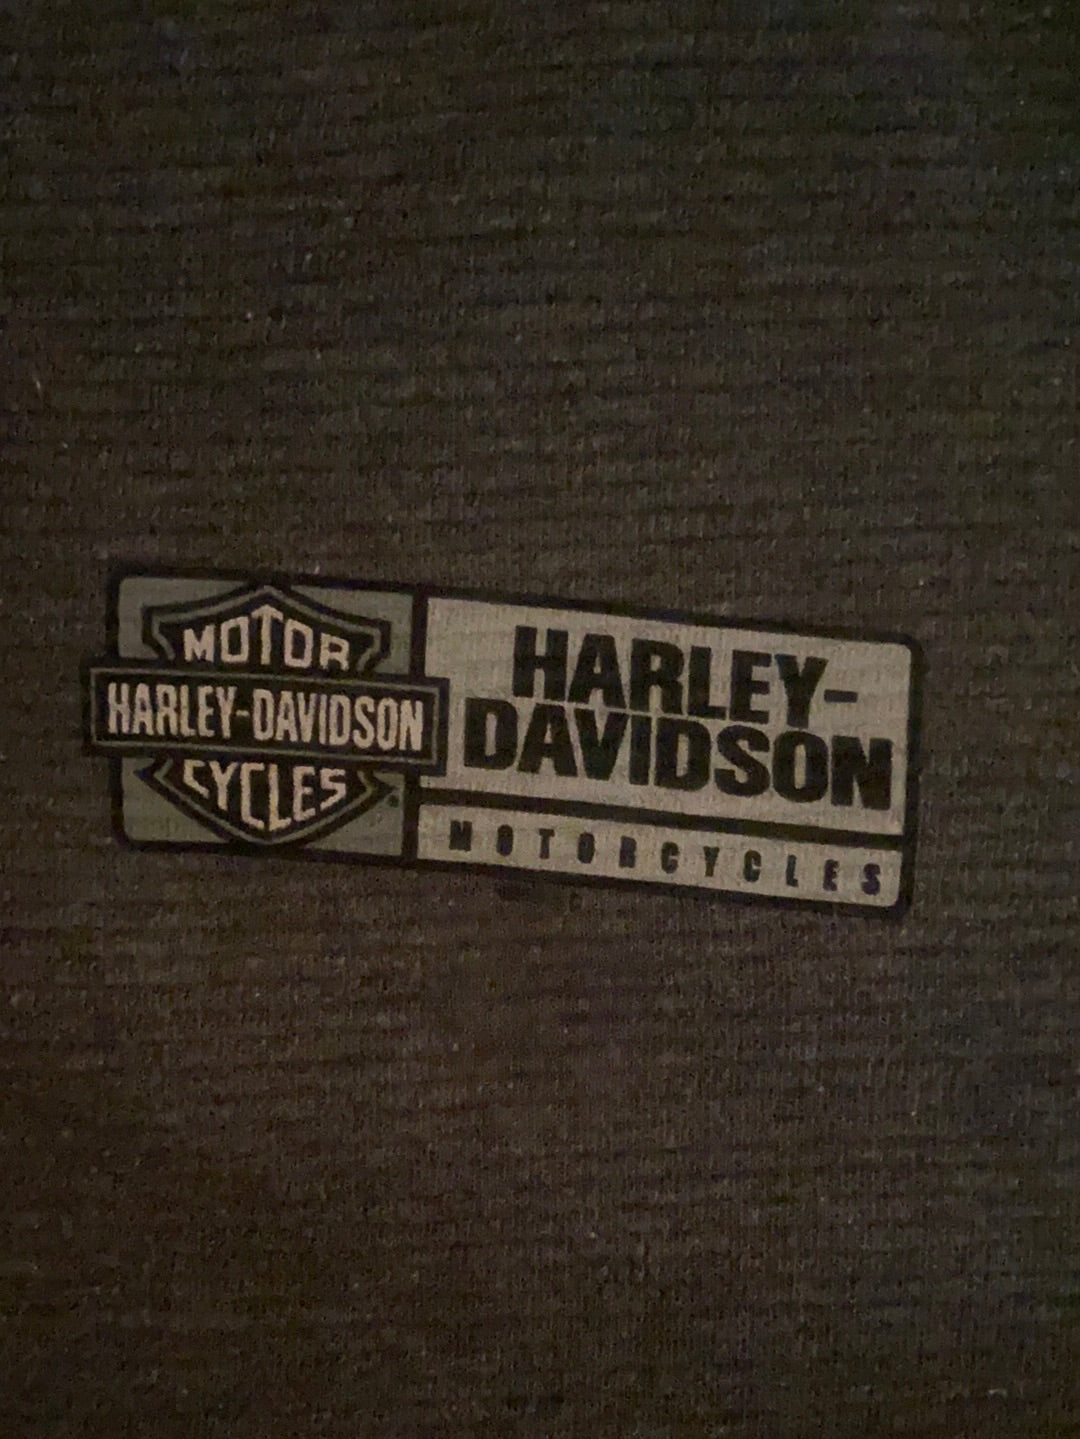 MOTOR
HARLEY-DAVIDSON
CYCLES
HARLEY-
DAVIDSON
MOTORCYCLES